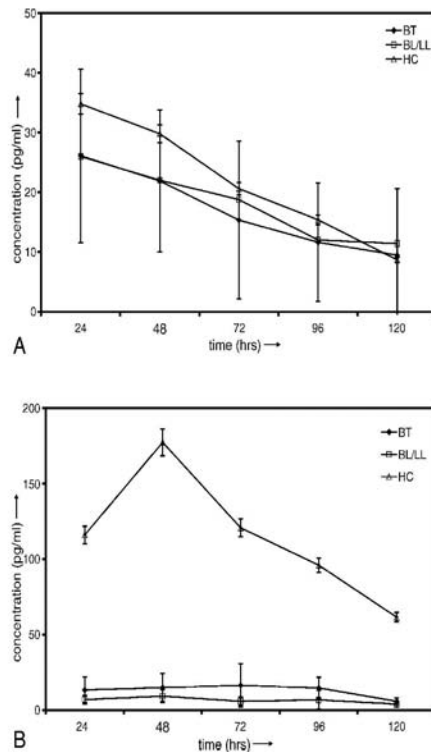 50
40
30
20
10
0
concentration (pg/ml)
BT
BL/LL
HC
24 48 72 96 120
time (hrs)
A
200
150
100
50
0
concentration (pg/ml)
BT
BL/LL
HC
24 48 72 96 120
time (hrs)
B